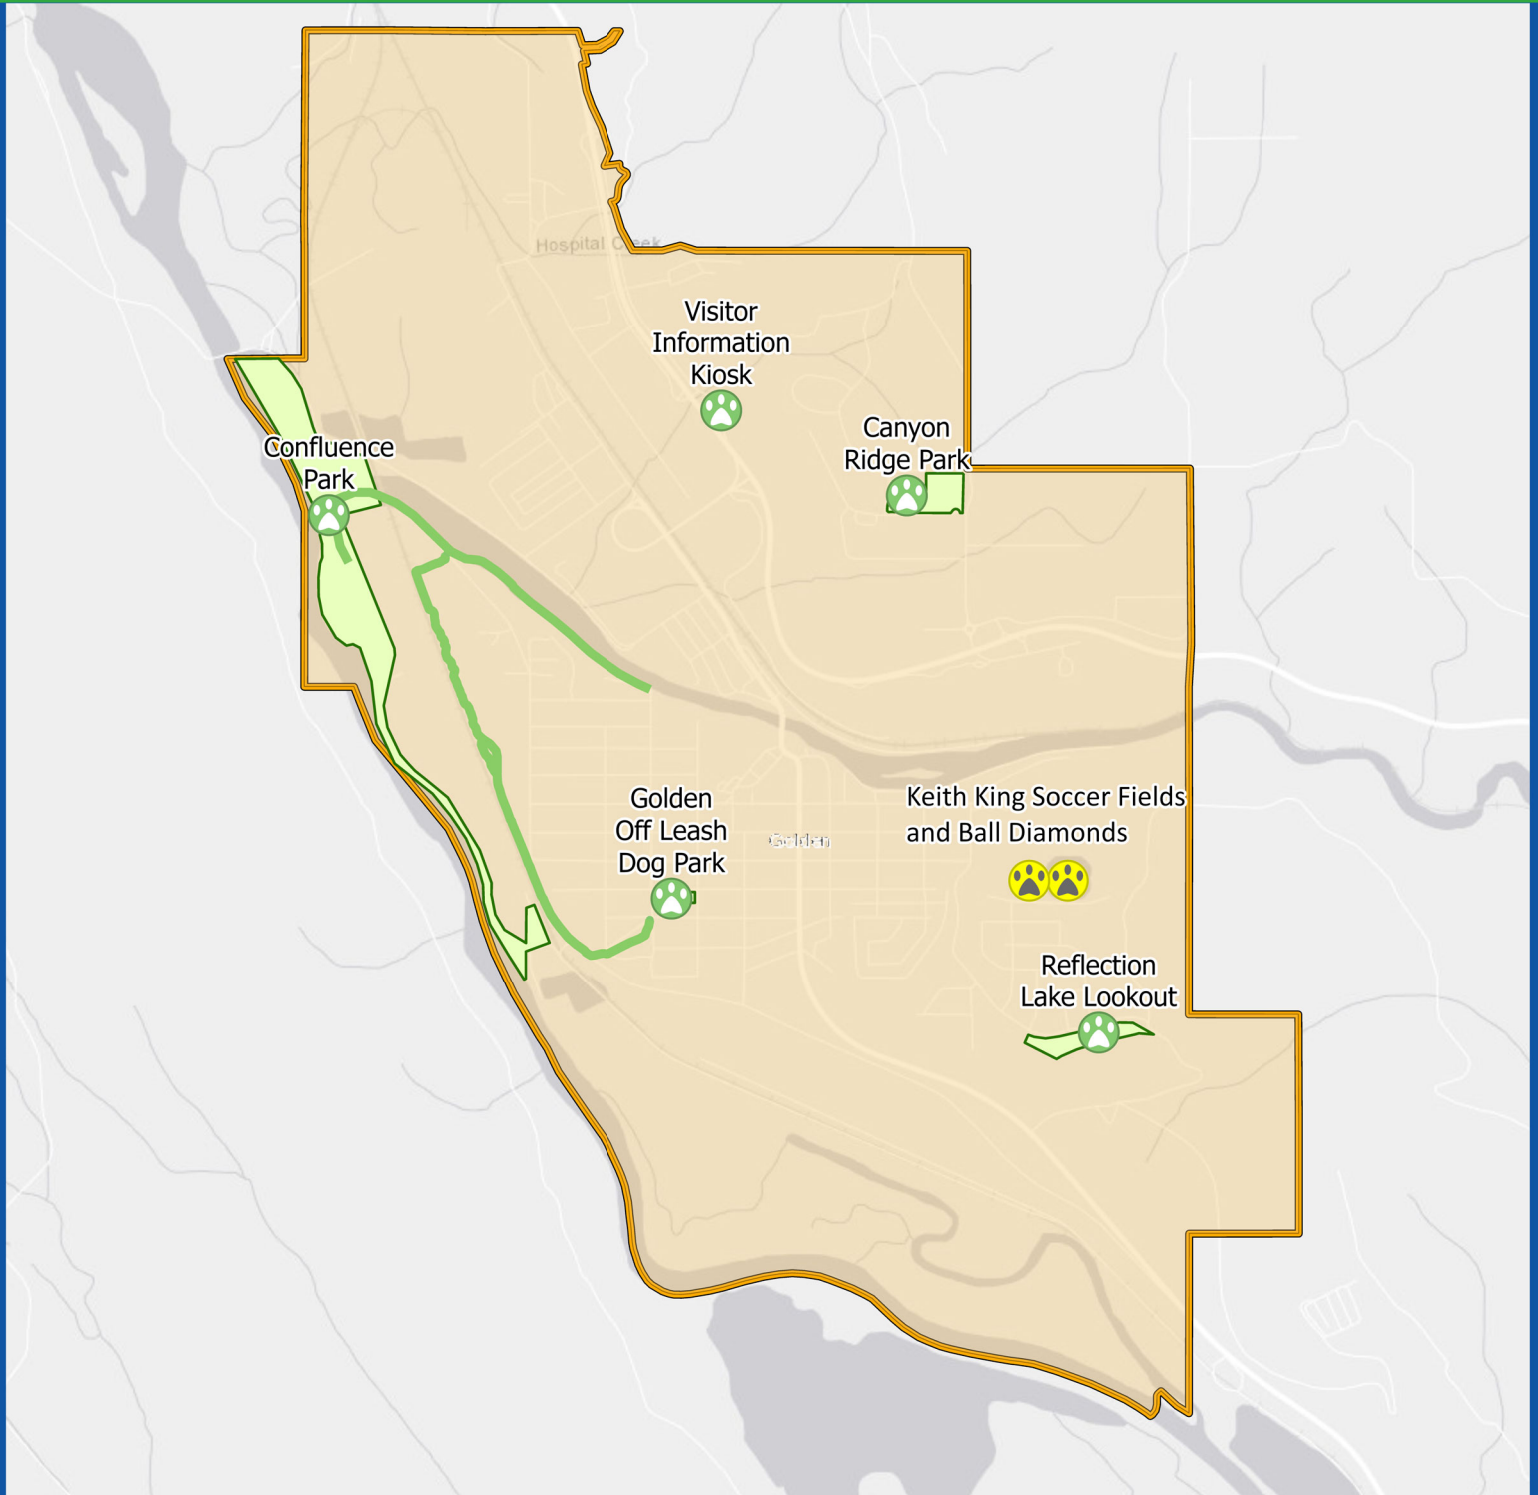 Hospital Creek
Visitor
Information
Kiosk
Canyon
Ridge Park
Confluence
Park
Golden
Off Leash
Dog Park
Golden
Keith King Soccer Fields
and Ball Diamonds
Reflection
Lake Lookout